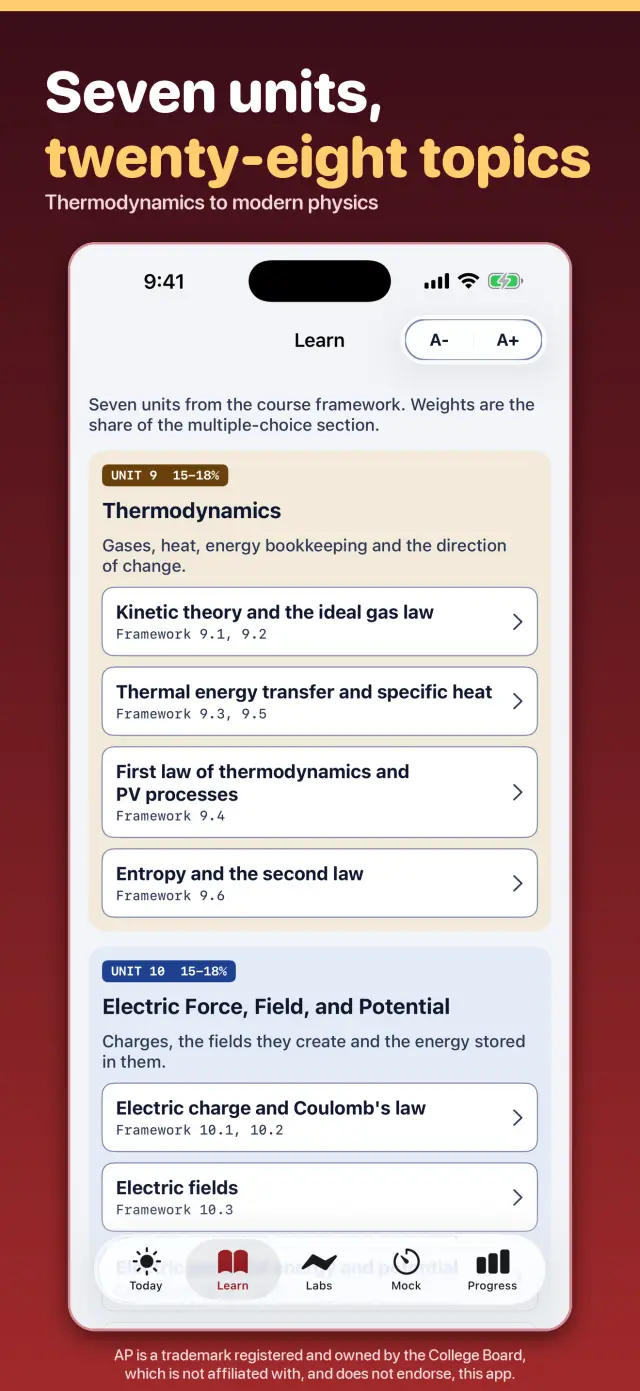 Seven units,
twenty-eight topics
Thermodynamics to modern physics
9:41
Learn
A- A+
Seven units from the course framework. Weights are the
share of the multiple-choice section.
UNIT 9 15–18%
Thermodynamics
Gases, heat, energy bookkeeping and the direction
of change.
Kinetic theory and the ideal gas law
Framework 9.1, 9.2
Thermal energy transfer and specific heat
Framework 9.3, 9.5
First law of thermodynamics and
PV processes
Framework 9.4
Entropy and the second law
Framework 9.6
UNIT 10 15–18%
Electric Force, Field, and Potential
Charges, the fields they create and the energy stored
in them.
Electric charge and Coulomb's law
Framework 10.1, 10.2
Electric fields
Framework 10.3
Today Learn Labs Mock Progress
AP is a trademark registered and owned by the College Board,
which is not affiliated with, and does not endorse, this app.